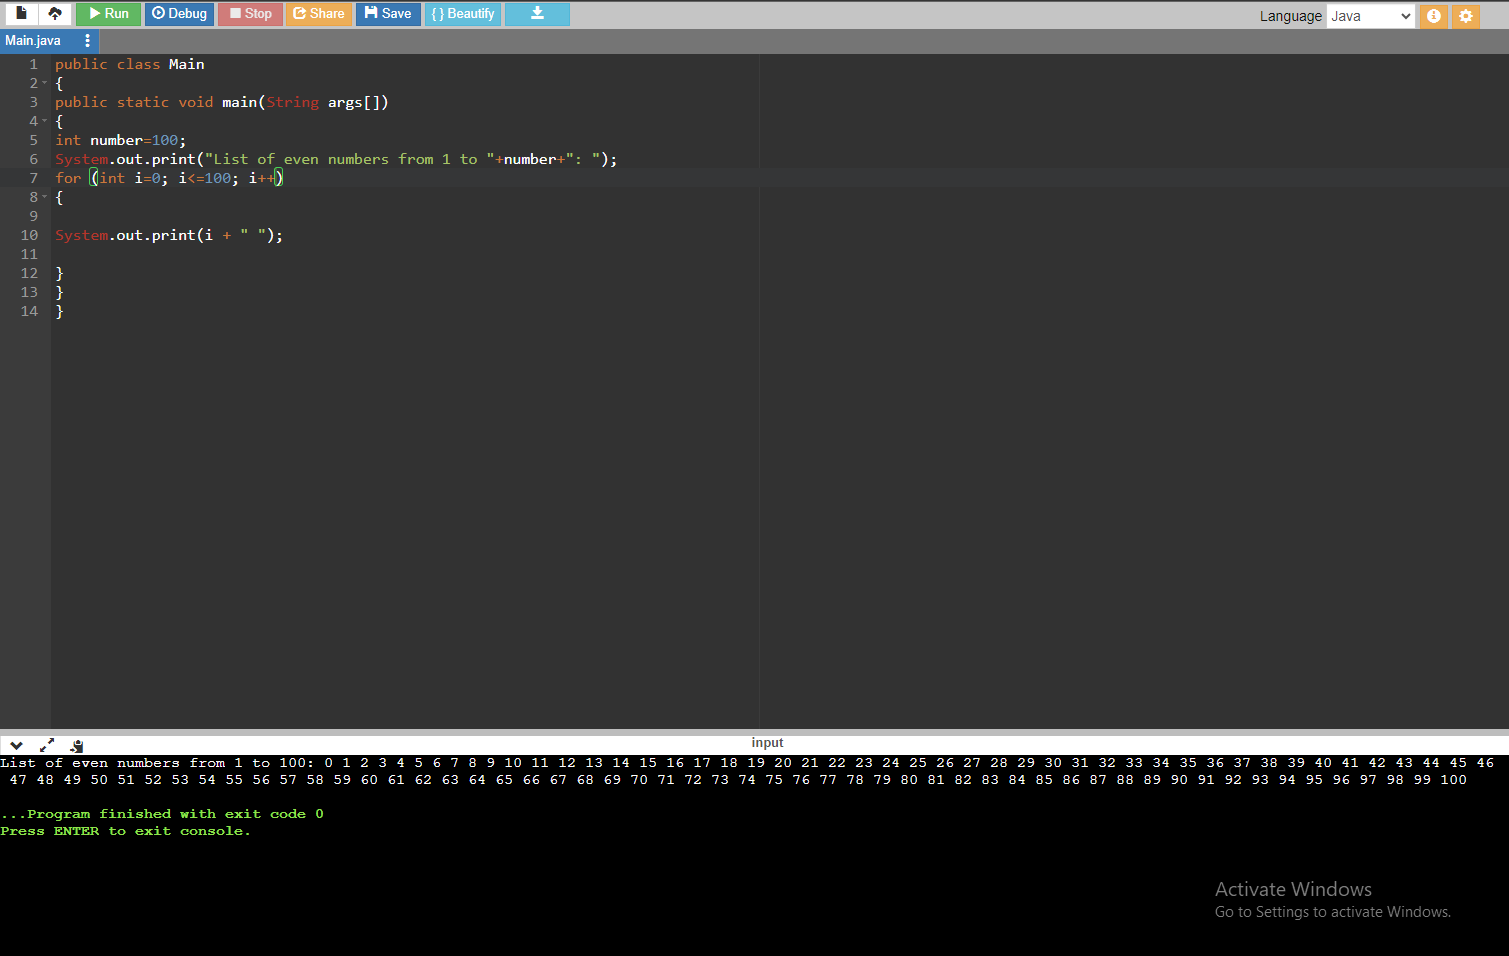 Run Debug Stop Share Save { } Beautify Language Java
Main.java
1 public class Main
2 {
3 public static void main(String args[])
4 {
5 int number=100;
6 System.out.print("List of even numbers from 1 to "+number+": ");
7 for (int i=0; i<=100; i++)
8 {
9
10 System.out.print(i + " ");
11
12 }
13 }
14 }
input
List of even numbers from 1 to 100: 0 1 2 3 4 5 6 7 8 9 10 11 12 13 14 15 16 17 18 19 20 21 22 23 24 25 26 27 28 29 30 31 32 33 34 35 36 37 38 39 40 41 42 43 44 45 46
47 48 49 50 51 52 53 54 55 56 57 58 59 60 61 62 63 64 65 66 67 68 69 70 71 72 73 74 75 76 77 78 79 80 81 82 83 84 85 86 87 88 89 90 91 92 93 94 95 96 97 98 99 100
...Program finished with exit code 0
Press ENTER to exit console.
Activate Windows
Go to Settings to activate Windows.